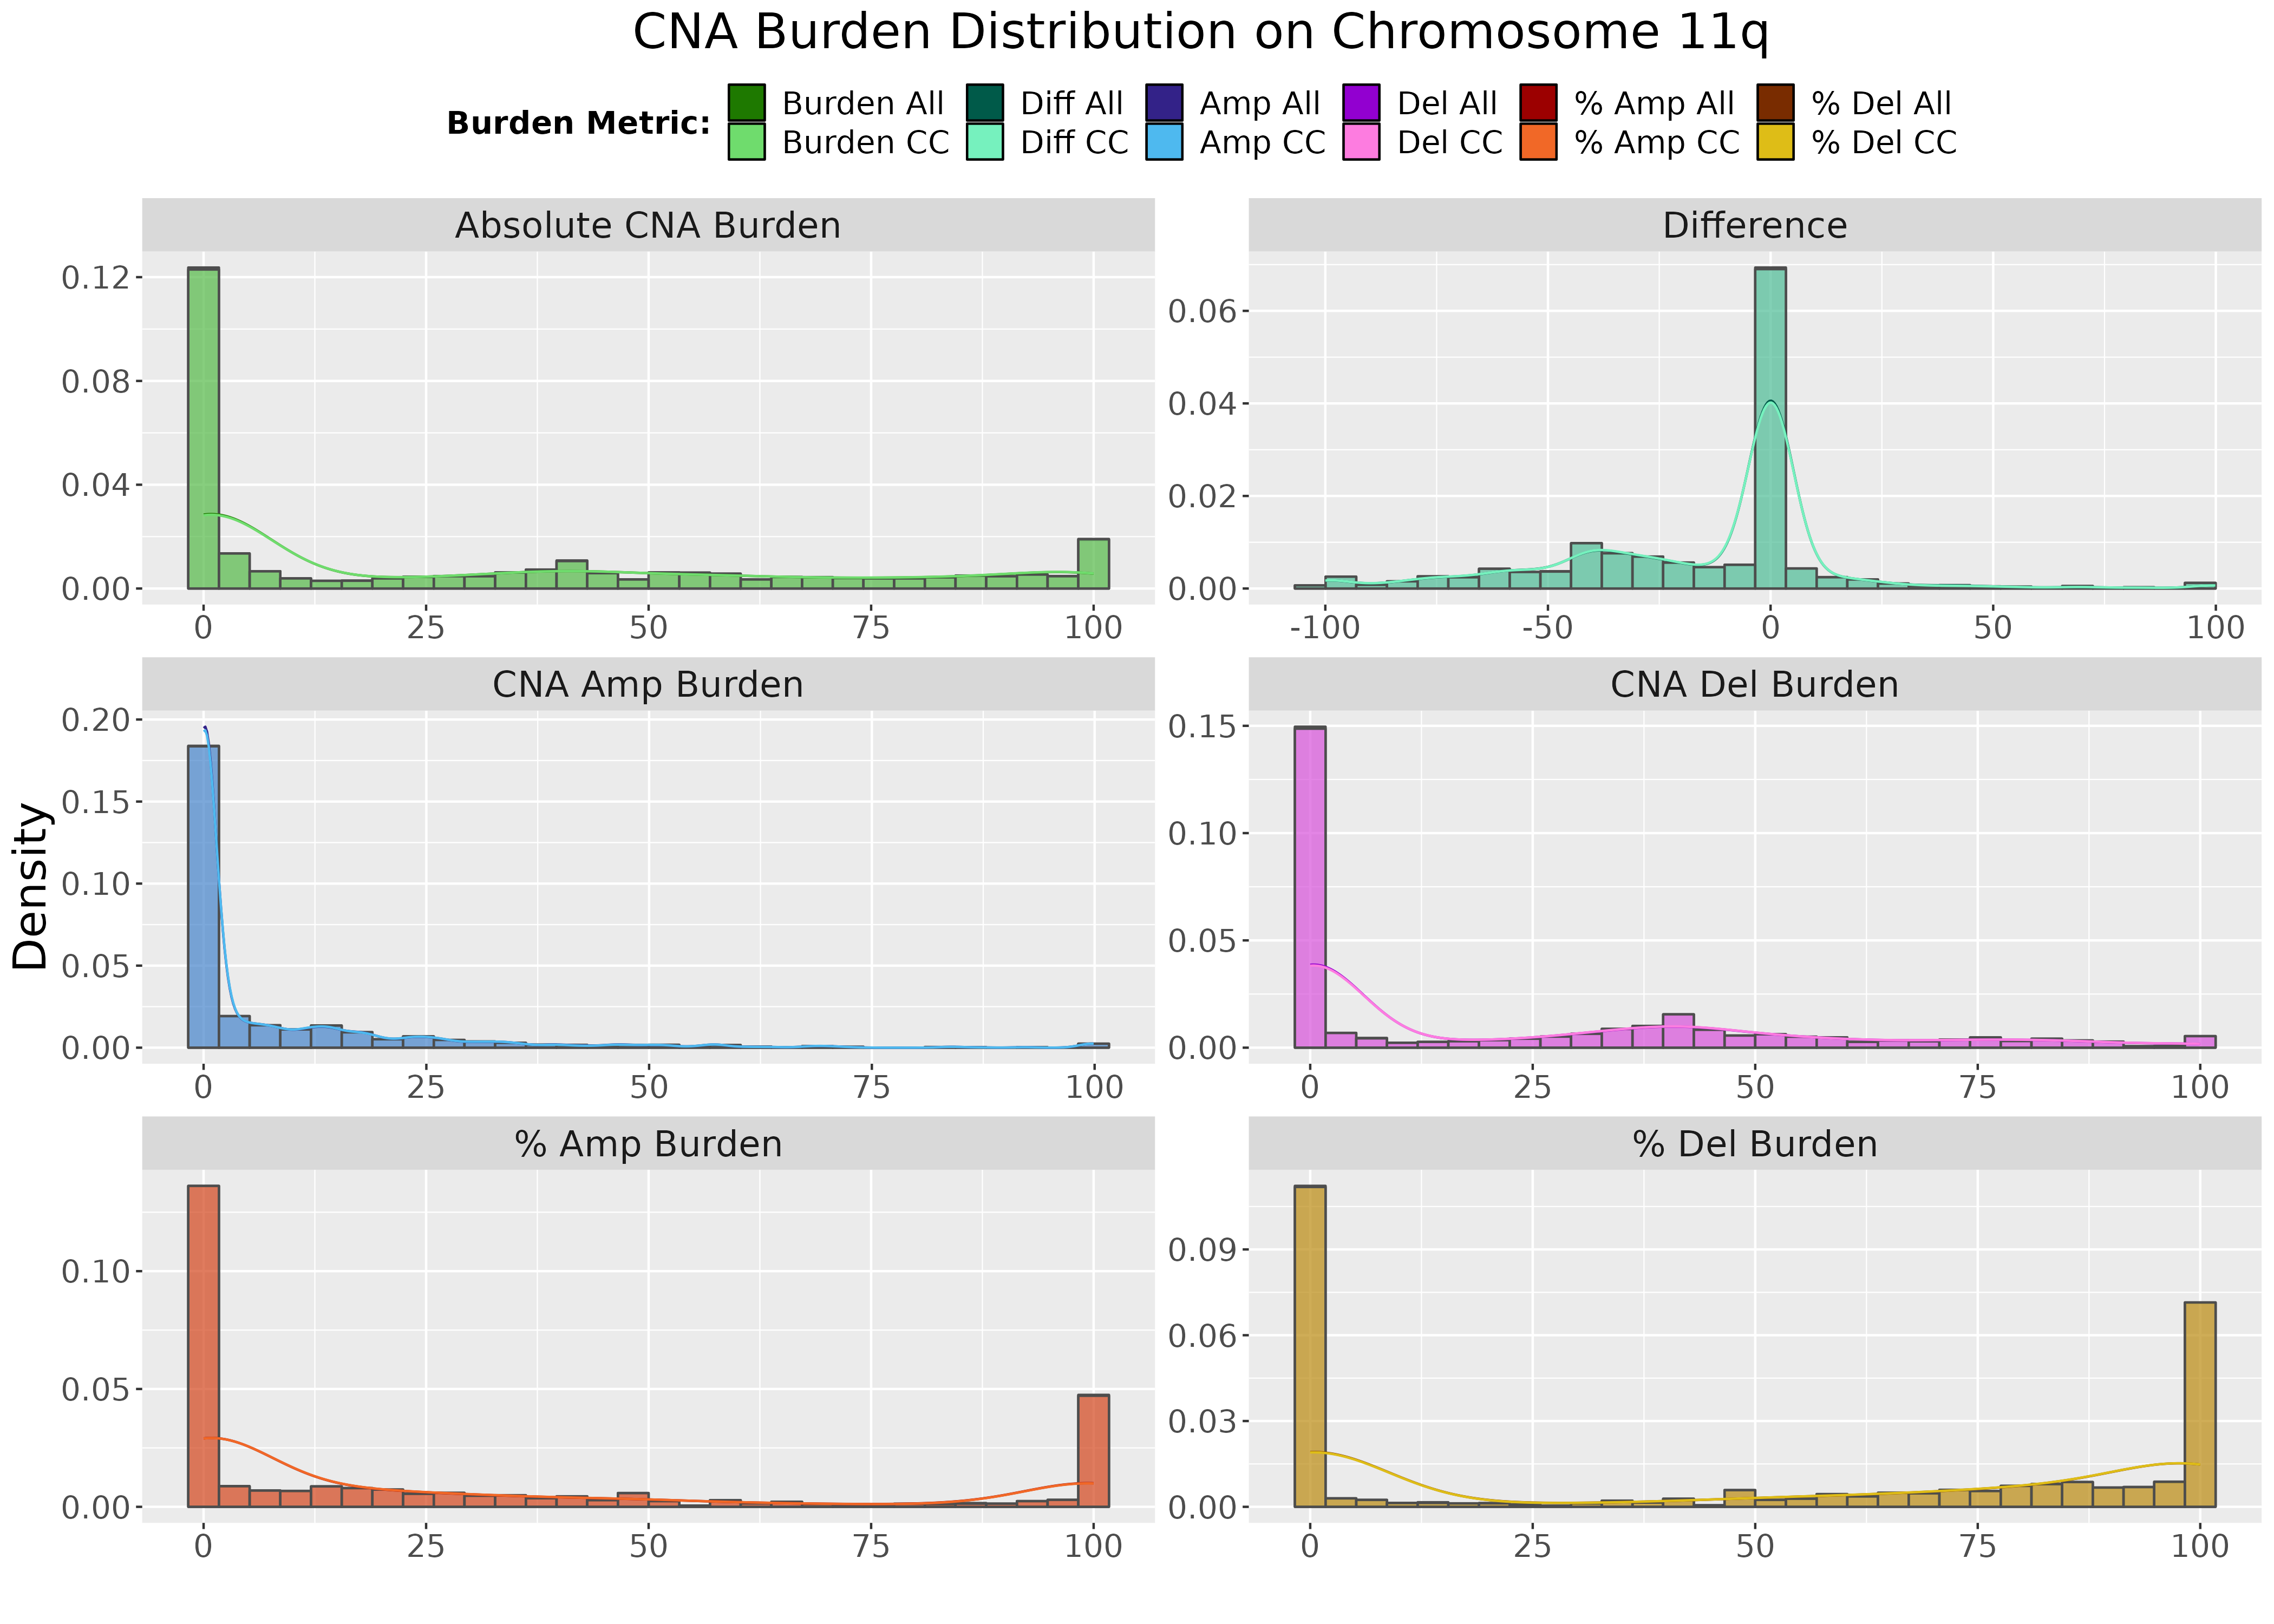 CNA Burden Distribution on Chromosome 11q
Burden Metric:
Burden All Diff All Amp All Del All % Amp All % Del All
Burden CC Diff CC Amp CC Del CC % Amp CC % Del CC
Absolute CNA Burden
0.12
0.08
0.04
0.00
0 25 50 75 100
Difference
0.06
0.04
0.02
0.00
-100 -50 0 50 100
Density
CNA Amp Burden
0.20
0.15
0.10
0.05
0.00
0 25 50 75 100
CNA Del Burden
0.15
0.10
0.05
0.00
0 25 50 75 100
% Amp Burden
0.10
0.05
0.00
0 25 50 75 100
% Del Burden
0.09
0.06
0.03
0.00
0 25 50 75 100